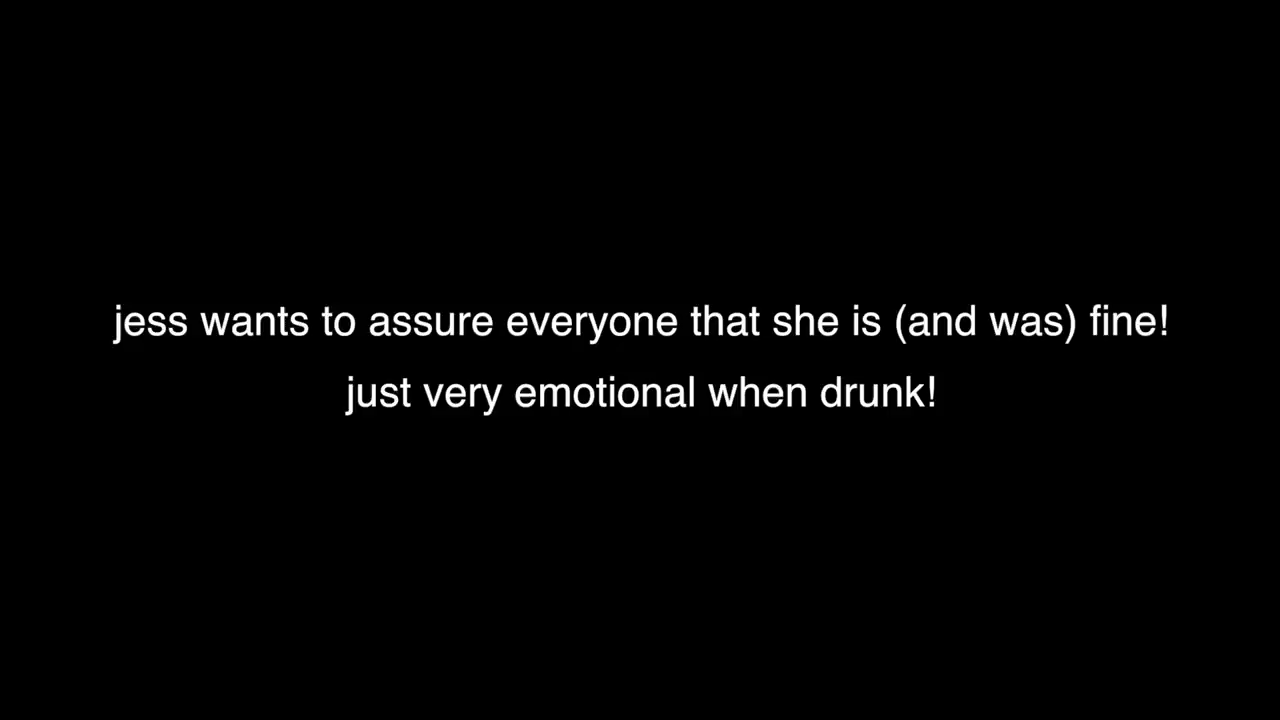 jess wants to assure everyone that she is (and was) fine!
just very emotional when drunk!